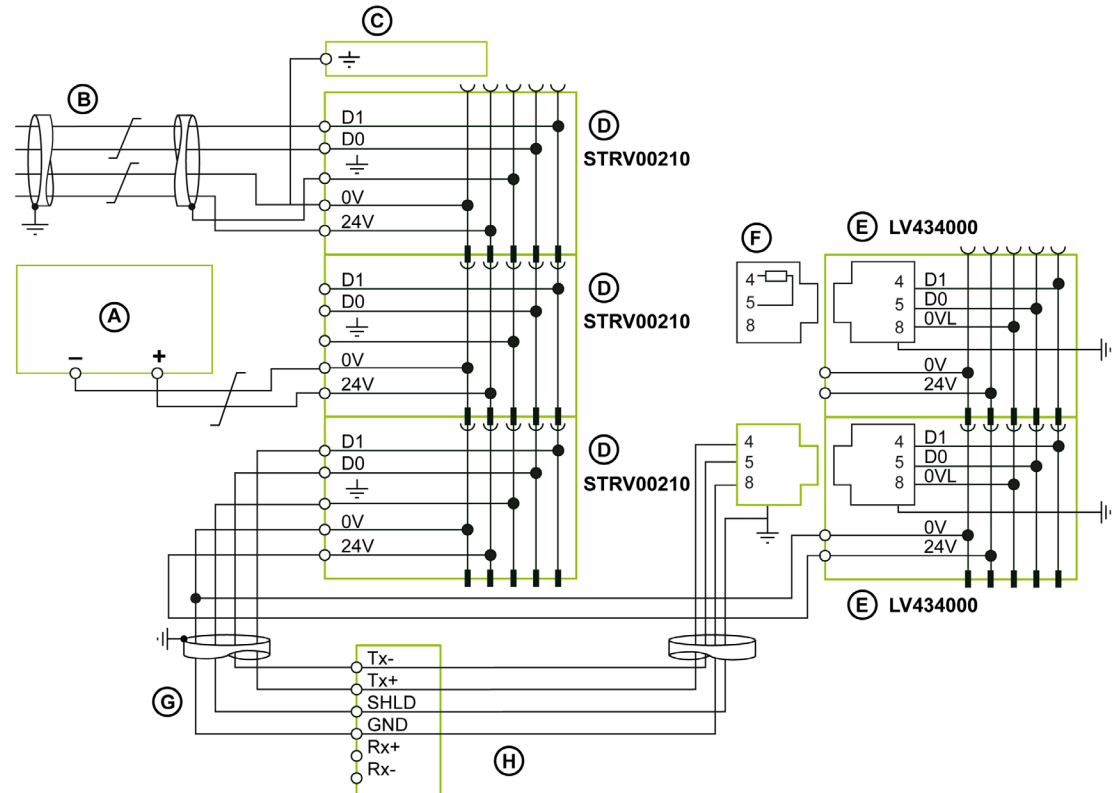 C
B
D1
D0
0V
24V
D
STRV00210
A
− +
D1
D0
0V
24V
D
STRV00210
D1
D0
0V
24V
D
STRV00210
F
4
5
8
E LV434000
4 D1
5 D0
8 0VL
0V
24V
4
5
8
4 D1
5 D0
8 0VL
0V
24V
E LV434000
G
Tx-
Tx+
SHLD
GND
Rx+
Rx-
H